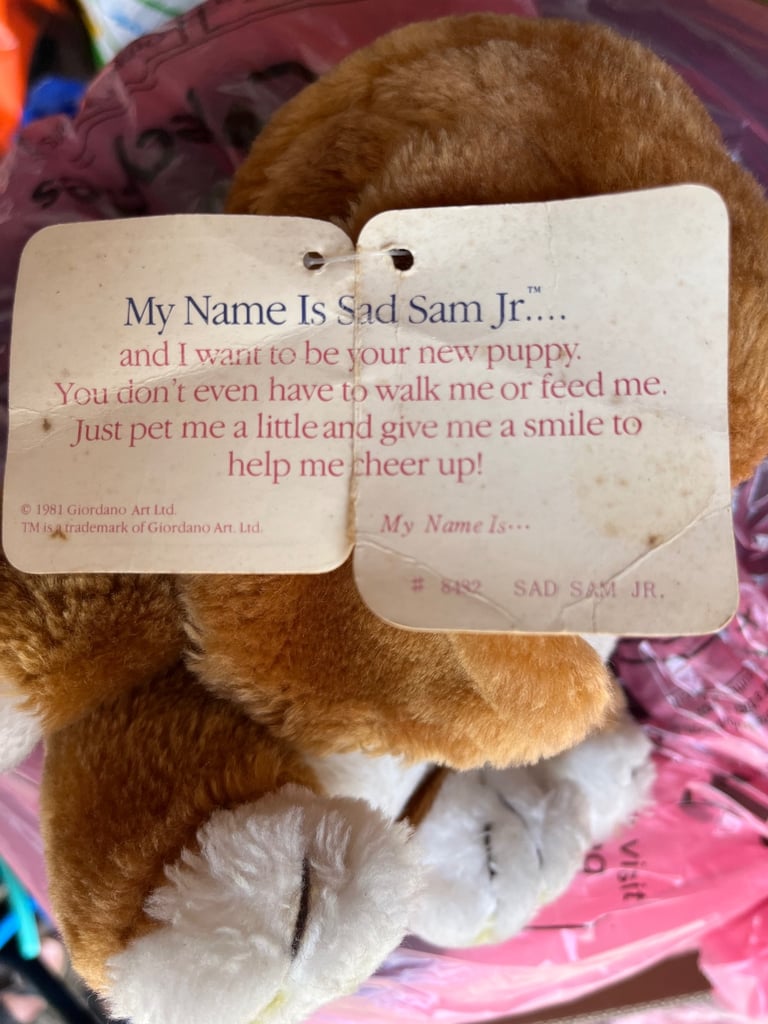 My Name Is Sad Sam Jr.™...
and I want to be your new puppy.
You don't even have to walk me or feed me.
Just pet me a little and give me a smile to
help me cheer up!
© 1981 Giordano Art Ltd.
TM is a trademark of Giordano Art. Ltd.
My Name Is...
# 8482 SAD SAM JR.
visit